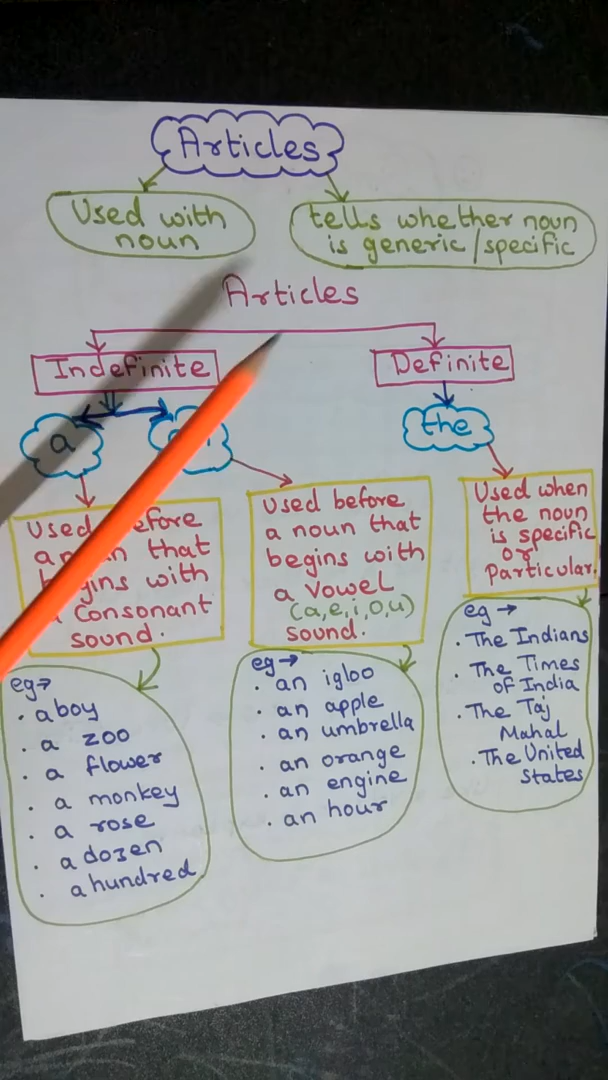 Articles
Used with
noun
tells whether noun
is generic/specific
Articles
Indefinite
Definite
a
the
Used before
a noun that
begins with
a Consonant
sound.
Used before
a noun that
begins with
a Vowel
(a,e,i,o,u)
sound.
Used when
the noun
is specific
or
particular.
eg→
. a boy
. a zoo
. a flower
. a monkey
. a rose
. a dozen
. a hundred
eg→
. an igloo
. an apple
. an umbrella
. an orange
. an engine
. an hour
eg→
. The Indians
. The Times
of India
. The Taj
Mahal
. The United
States